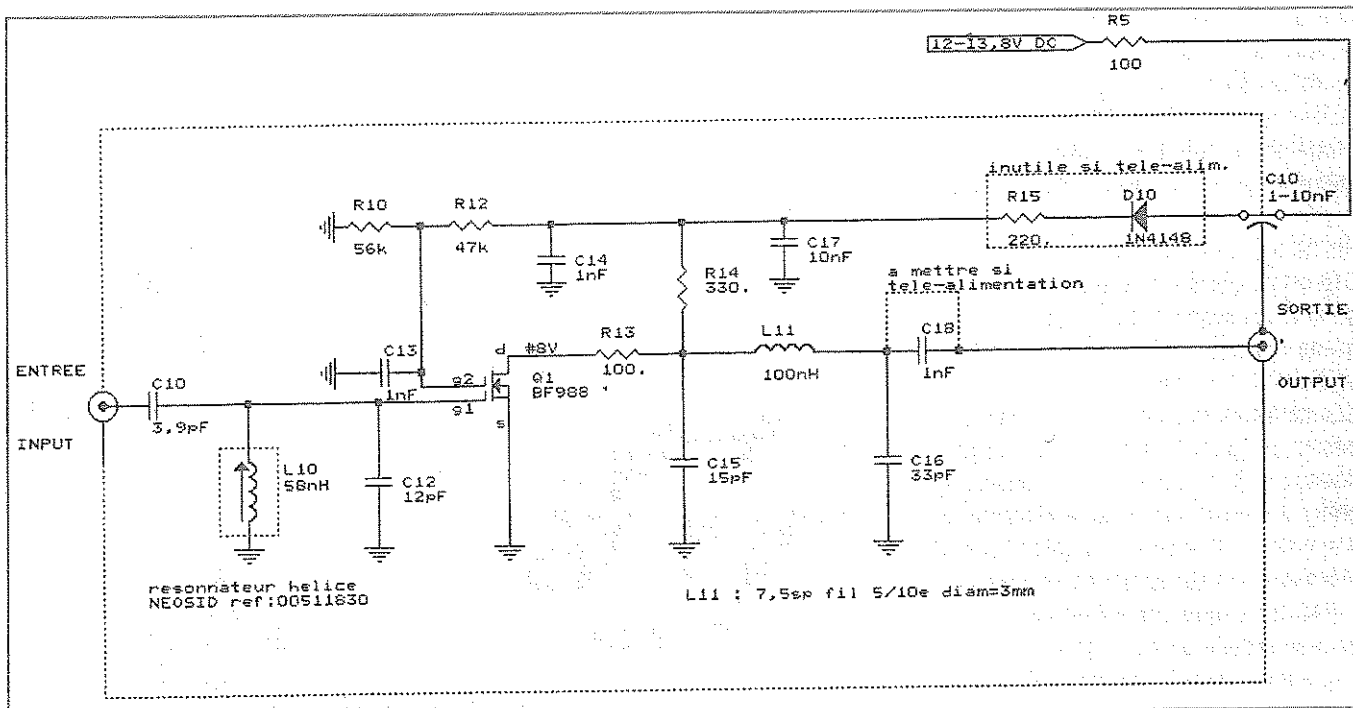 R5
12-13,8V DC
100
inutile si tele-alim.
C10
1-10nF
R15
D10
220.
1N4148
R10
R12
56k
47k
C14
1nF
C17
10nF
R14
330.
a mettre si
tele-alimentation
C18
1nF
SORTIE
OUTPUT
L11
100nH
R13
100.
d
#8V
C13
1nF
g2
g1
s
Q1
BF988
ENTREE
INPUT
C10
3,9pF
L10
58nH
C12
12pF
C15
15pF
C16
33pF
resonnateur helice
NEOSID ref:00511830
L11 : 7,5sp fil 5/10e diam=3mm